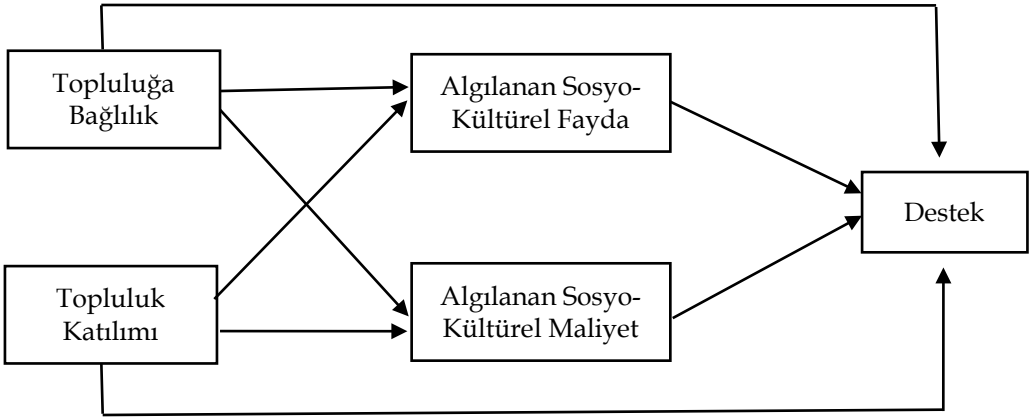 Topluluğa
Bağlılık
Algılanan Sosyo-
Kültürel Fayda
Destek
Topluluk
Katılımı
Algılanan Sosyo-
Kültürel Maliyet